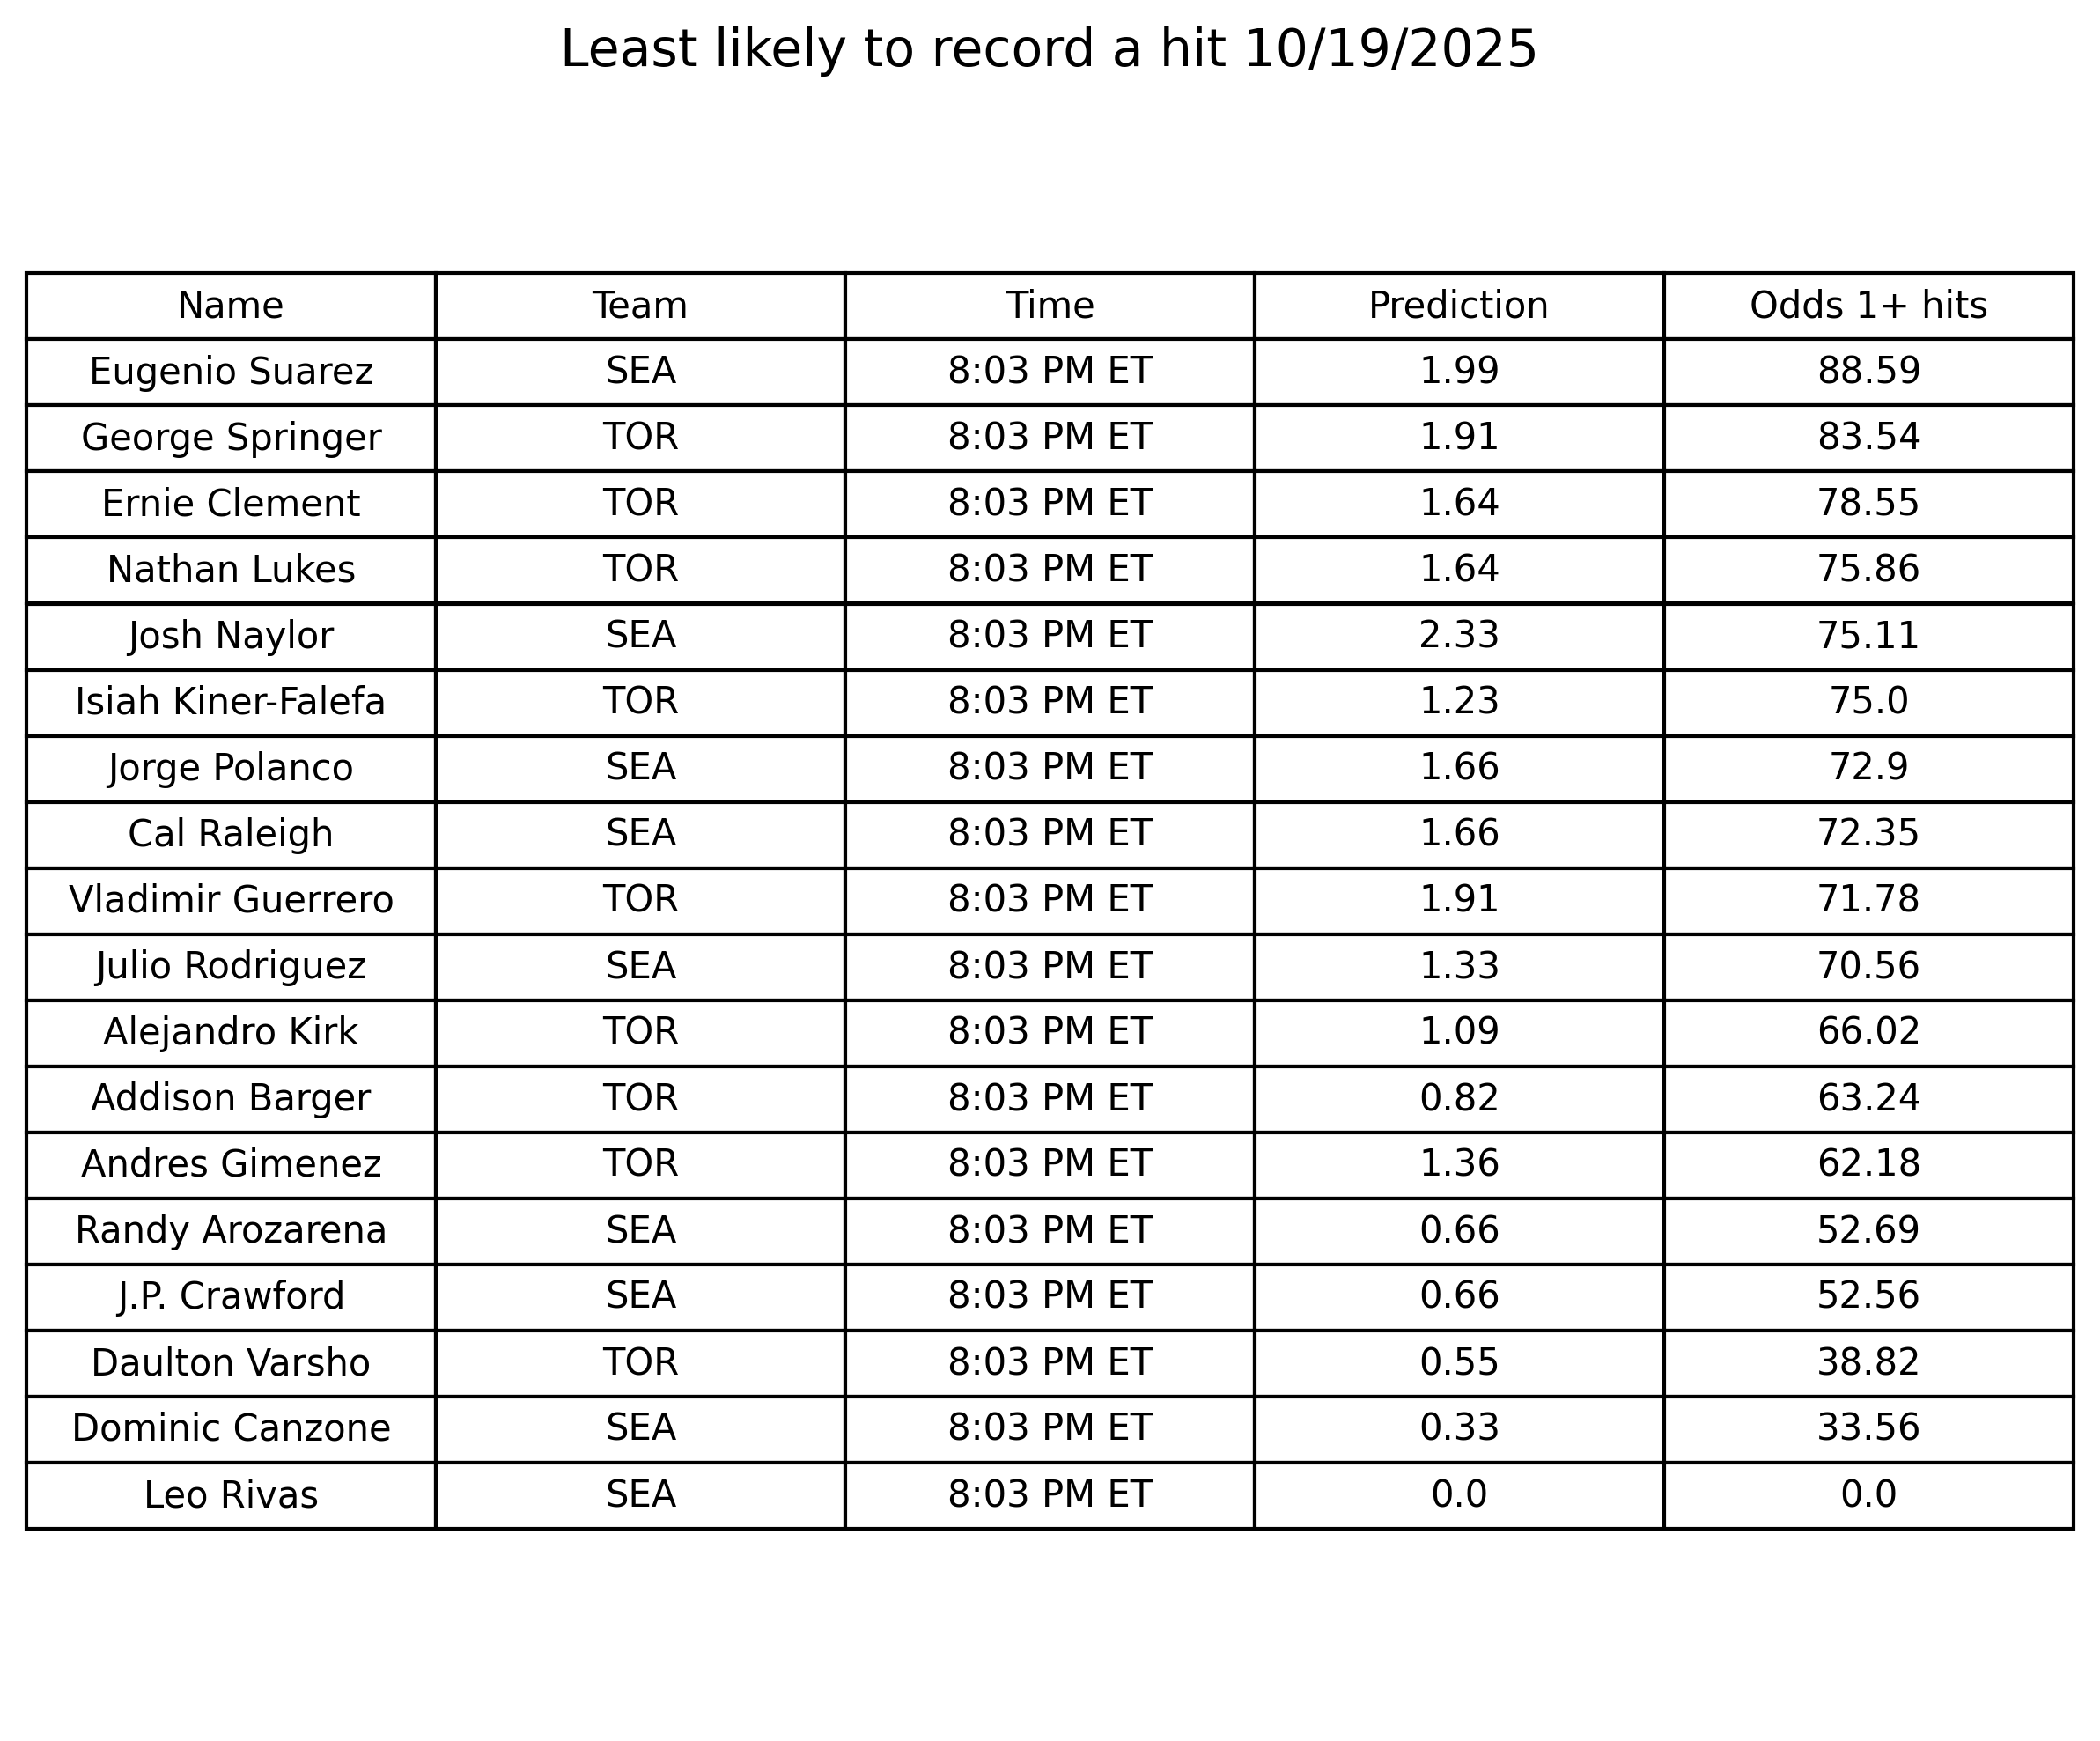 Least likely to record a hit 10/19/2025
Name Team Time Prediction Odds 1+ hits
Eugenio Suarez SEA 8:03 PM ET 1.99 88.59
George Springer TOR 8:03 PM ET 1.91 83.54
Ernie Clement TOR 8:03 PM ET 1.64 78.55
Nathan Lukes TOR 8:03 PM ET 1.64 75.86
Josh Naylor SEA 8:03 PM ET 2.33 75.11
Isiah Kiner-Falefa TOR 8:03 PM ET 1.23 75.0
Jorge Polanco SEA 8:03 PM ET 1.66 72.9
Cal Raleigh SEA 8:03 PM ET 1.66 72.35
Vladimir Guerrero TOR 8:03 PM ET 1.91 71.78
Julio Rodriguez SEA 8:03 PM ET 1.33 70.56
Alejandro Kirk TOR 8:03 PM ET 1.09 66.02
Addison Barger TOR 8:03 PM ET 0.82 63.24
Andres Gimenez TOR 8:03 PM ET 1.36 62.18
Randy Arozarena SEA 8:03 PM ET 0.66 52.69
J.P. Crawford SEA 8:03 PM ET 0.66 52.56
Daulton Varsho TOR 8:03 PM ET 0.55 38.82
Dominic Canzone SEA 8:03 PM ET 0.33 33.56
Leo Rivas SEA 8:03 PM ET 0.0 0.0